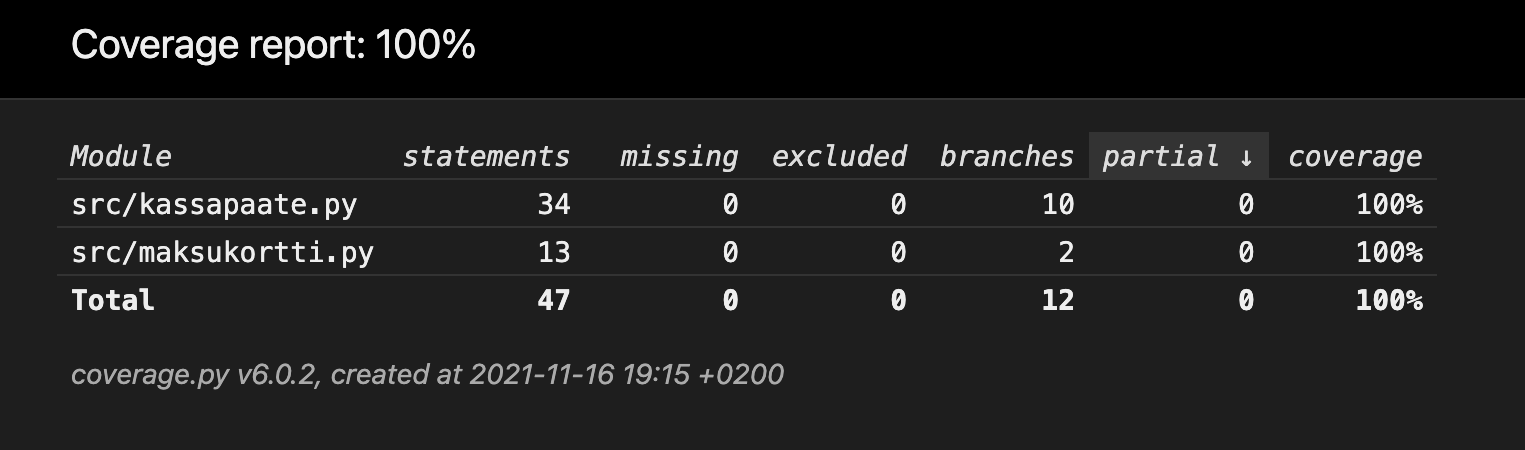 Coverage report: 100%
Module statements missing excluded branches partial ↓ coverage
src/kassapaate.py 34 0 0 10 0 100%
src/maksukortti.py 13 0 0 2 0 100%
Total 47 0 0 12 0 100%
coverage.py v6.0.2, created at 2021-11-16 19:15 +0200